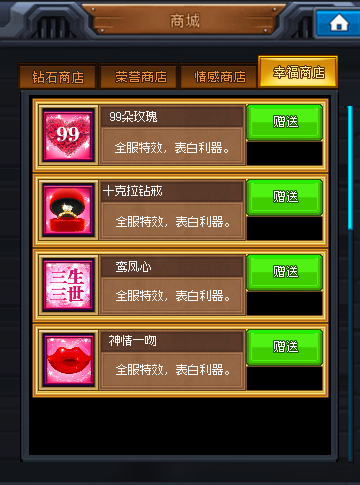 商城
钻石商店 荣誉商店 情感商店 幸福商店
99
99朵玫瑰
全服特效，表白利器。
赠送
十克拉钻戒
全服特效，表白利器。
赠送
三生
三世
鸾凤心
全服特效，表白利器。
赠送
神情一吻
全服特效，表白利器。
赠送